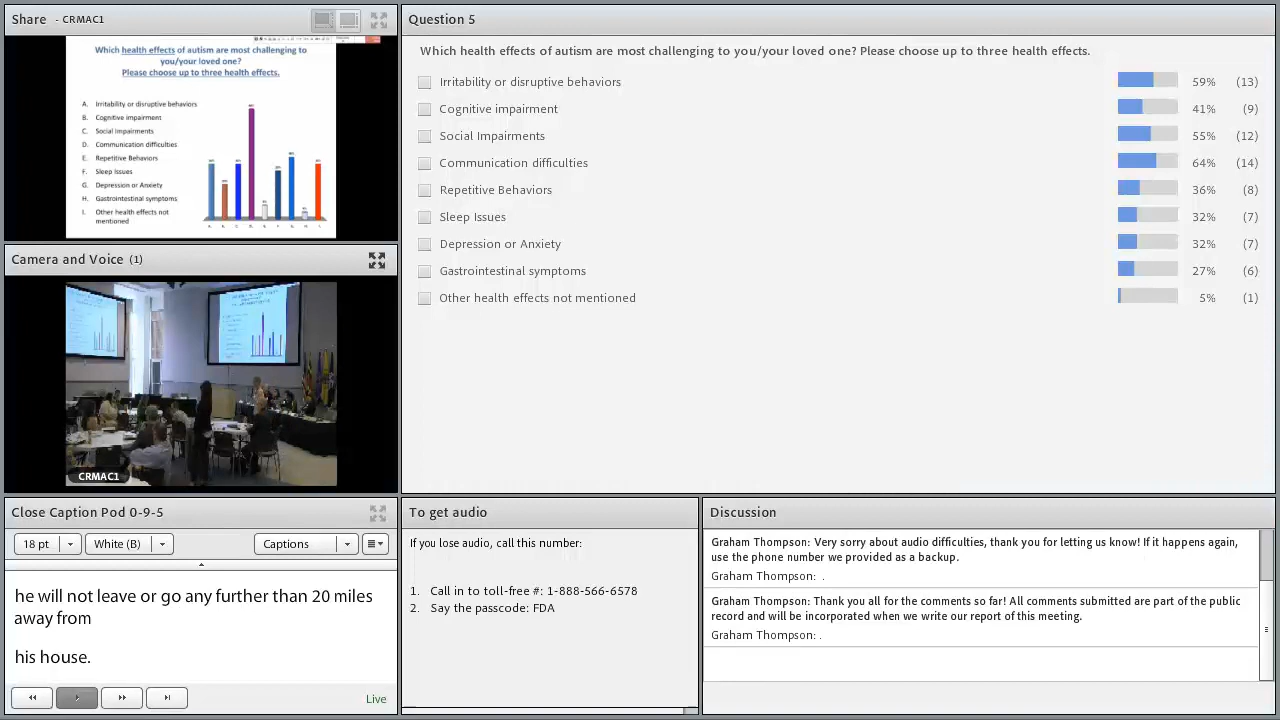 Share - CRMAC1
Which health effects of autism are most challenging to
you/your loved one?
Please choose up to three health effects.
A. Irritability or disruptive behaviors
B. Cognitive impairment
C. Social Impairments
D. Communication difficulties
E. Repetitive Behaviors
F. Sleep Issues
G. Depression or Anxiety
H. Gastrointestinal symptoms
I. Other health effects not
mentioned
Camera and Voice (1)
CRMAC1
Close Caption Pod 0-9-5
18 pt White (B) Captions
he will not leave or go any further than 20 miles
away from
his house.
Live
Question 5
Which health effects of autism are most challenging to you/your loved one? Please choose up to three health effects.
Irritability or disruptive behaviors 59% (13)
Cognitive impairment 41% (9)
Social Impairments 55% (12)
Communication difficulties 64% (14)
Repetitive Behaviors 36% (8)
Sleep Issues 32% (7)
Depression or Anxiety 32% (7)
Gastrointestinal symptoms 27% (6)
Other health effects not mentioned 5% (1)
To get audio
If you lose audio, call this number:
1. Call in to toll-free #: 1-888-566-6578
2. Say the passcode: FDA
Discussion
Graham Thompson: Very sorry about audio difficulties, thank you for letting us know! If it happens again,
use the phone number we provided as a backup.
Graham Thompson: .
Graham Thompson: Thank you all for the comments so far! All comments submitted are part of the public
record and will be incorporated when we write our report of this meeting.
Graham Thompson: .